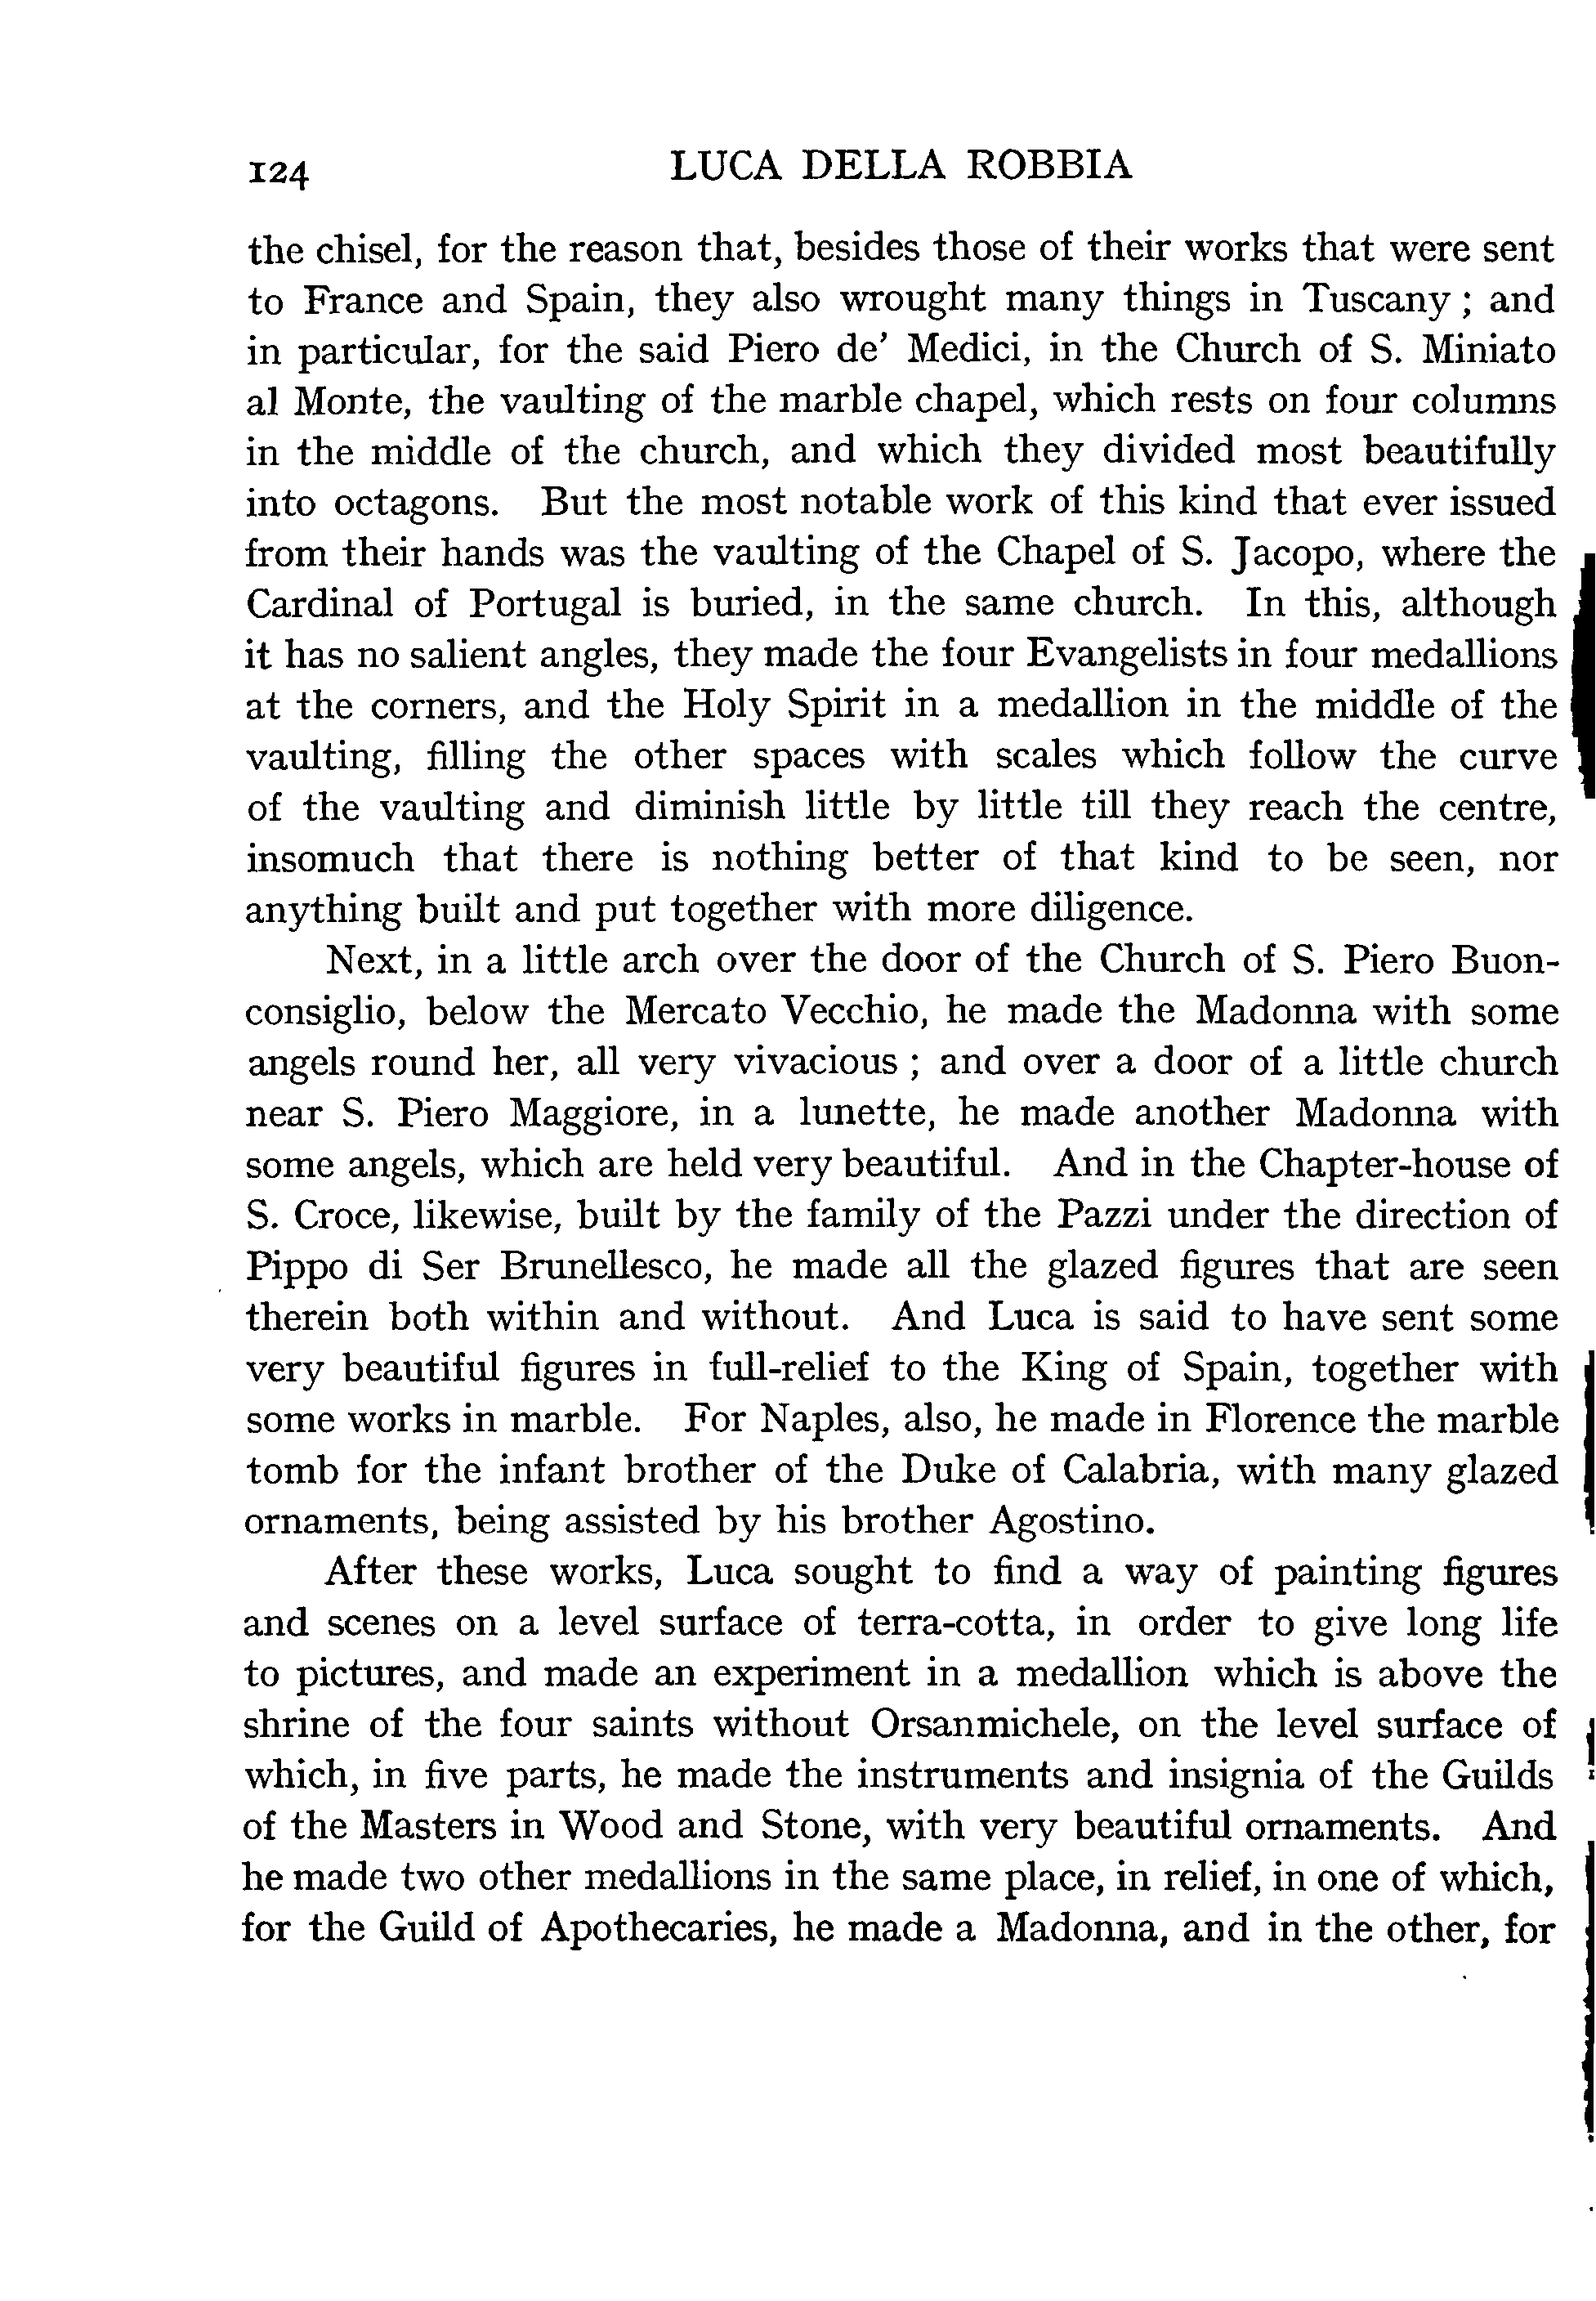 124 LUCA DELLA ROBBIA
the chisel, for the reason that, besides those of their works that were sent
to France and Spain, they also wrought many things in Tuscany ; and
in particular, for the said Piero de’ Medici, in the Church of S. Miniato
al Monte, the vaulting of the marble chapel, which rests on four columns
in the middle of the church, and which they divided most beautifully
into octagons. But the most notable work of this kind that ever issued
from their hands was the vaulting of the Chapel of S. Jacopo, where the
Cardinal of Portugal is buried, in the same church. In this, although
it has no salient angles, they made the four Evangelists in four medallions
at the corners, and the Holy Spirit in a medallion in the middle of the
vaulting, filling the other spaces with scales which follow the curve
of the vaulting and diminish little by little till they reach the centre,
insomuch that there is nothing better of that kind to be seen, nor
anything built and put together with more diligence.
Next, in a little arch over the door of the Church of S. Piero Buon-
consiglio, below the Mercato Vecchio, he made the Madonna with some
angels round her, all very vivacious ; and over a door of a little church
near S. Piero Maggiore, in a lunette, he made another Madonna with
some angels, which are held very beautiful. And in the Chapter-house of
S. Croce, likewise, built by the family of the Pazzi under the direction of
Pippo di Ser Brunellesco, he made all the glazed figures that are seen
therein both within and without. And Luca is said to have sent some
very beautiful figures in full-relief to the King of Spain, together with
some works in marble. For Naples, also, he made in Florence the marble
tomb for the infant brother of the Duke of Calabria, with many glazed
ornaments, being assisted by his brother Agostino.
After these works, Luca sought to find a way of painting figures
and scenes on a level surface of terra-cotta, in order to give long life
to pictures, and made an experiment in a medallion which is above the
shrine of the four saints without Orsanmichele, on the level surface of
which, in five parts, he made the instruments and insignia of the Guilds
of the Masters in Wood and Stone, with very beautiful ornaments. And
he made two other medallions in the same place, in relief, in one of which,
for the Guild of Apothecaries, he made a Madonna, and in the other, for